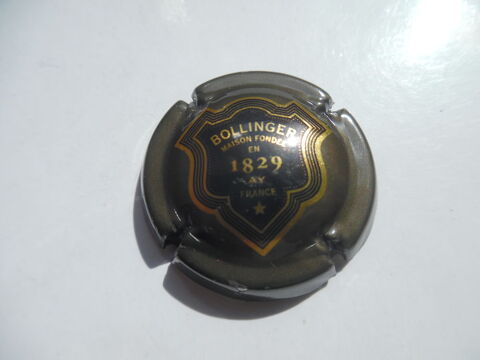 BOLLINGER
MAISON FONDÉE
EN
1829
AY
FRANCE